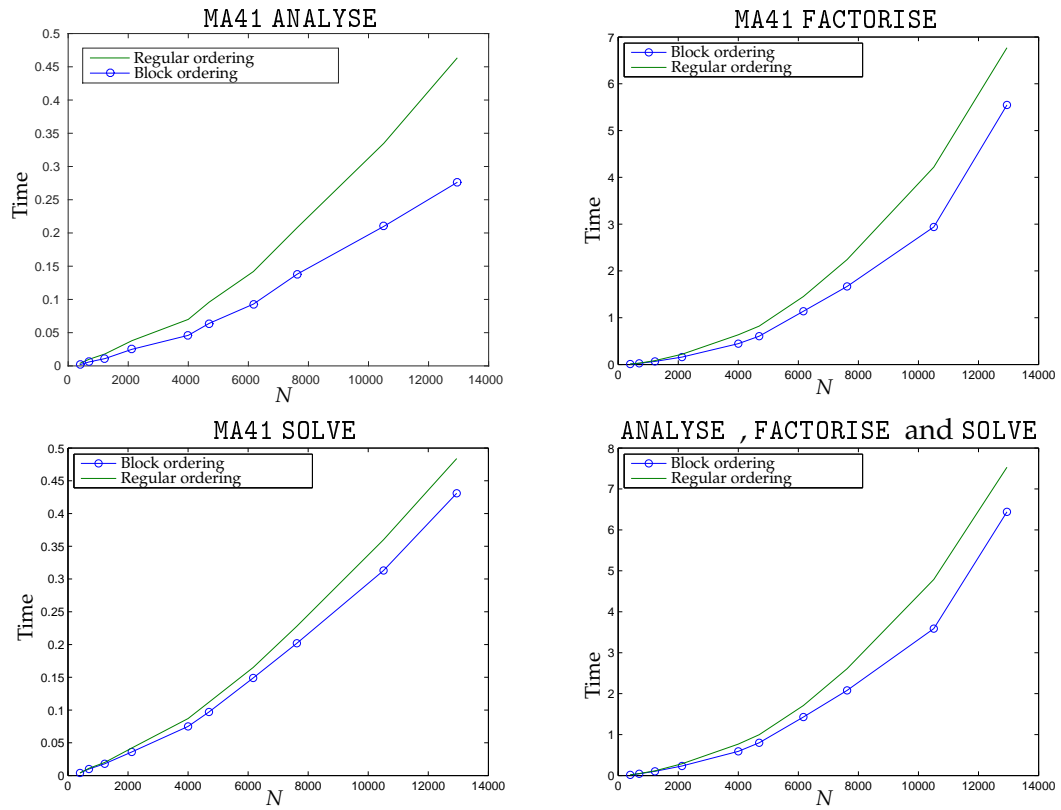 MA41 ANALYSE
0.5
0.45
0.4
0.35
0.3
0.25
0.2
0.15
0.1
0.05
0
Time
Regular ordering
Block ordering
0 2000 4000 6000 8000 10000 12000 14000
N
MA41 FACTORISE
7
6
5
4
3
2
1
0
Time
Block ordering
Regular ordering
0 2000 4000 6000 8000 10000 12000 14000
N
MA41 SOLVE
0.5
0.45
0.4
0.35
0.3
0.25
0.2
0.15
0.1
0.05
0
Time
Block ordering
Regular ordering
0 2000 4000 6000 8000 10000 12000 14000
N
ANALYSE , FACTORISE and SOLVE
8
7
6
5
4
3
2
1
0
Time
Block ordering
Regular ordering
0 2000 4000 6000 8000 10000 12000 14000
N